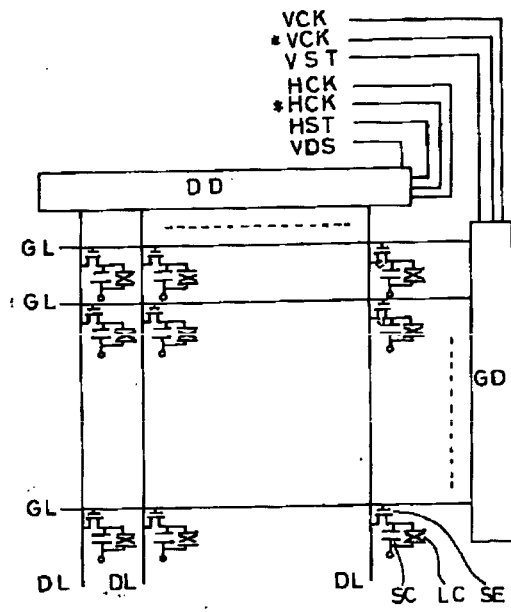 VCK
*VCK
VST
HCK
*HCK
HST
VDS
DD
GL
GL
GD
GL
DL DL DL SC LC SE